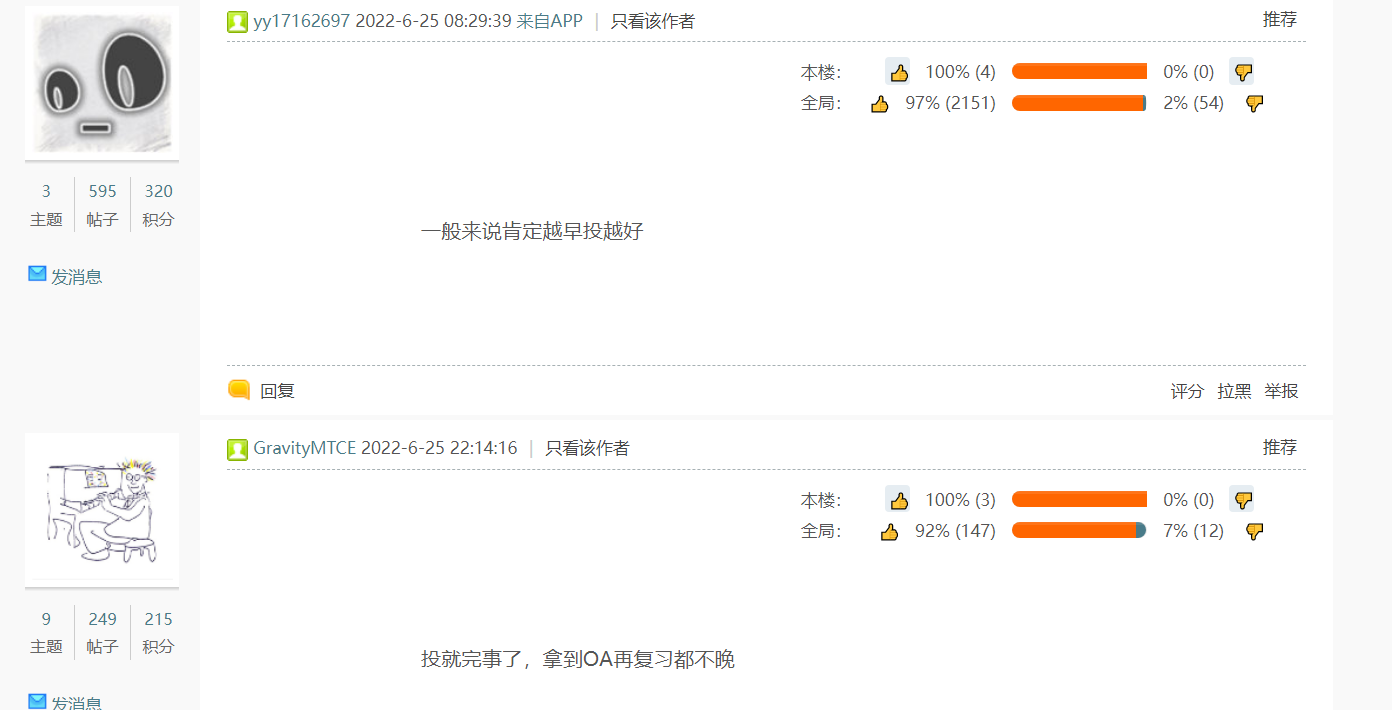 yy17162697 2022-6-25 08:29:39 来自APP | 只看该作者 推荐
本楼: 100% (4) 0% (0)
全局: 97% (2151) 2% (54)
3 595 320
主题 帖子 积分
一般来说肯定越早投越好
发消息
回复 评分 拉黑 举报
GravityMTCE 2022-6-25 22:14:16 | 只看该作者 推荐
本楼: 100% (3) 0% (0)
全局: 92% (147) 7% (12)
9 249 215
主题 帖子 积分
投就完事了，拿到OA再复习都不晚
发消息